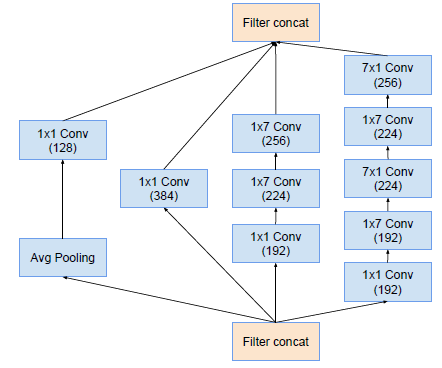 Filter concat
7x1 Conv
(256)
1x7 Conv
(224)
1x1 Conv
(128)
1x7 Conv
(256)
7x1 Conv
(224)
1x1 Conv
(384)
1x7 Conv
(224)
1x7 Conv
(192)
1x1 Conv
(192)
Avg Pooling
1x1 Conv
(192)
Filter concat